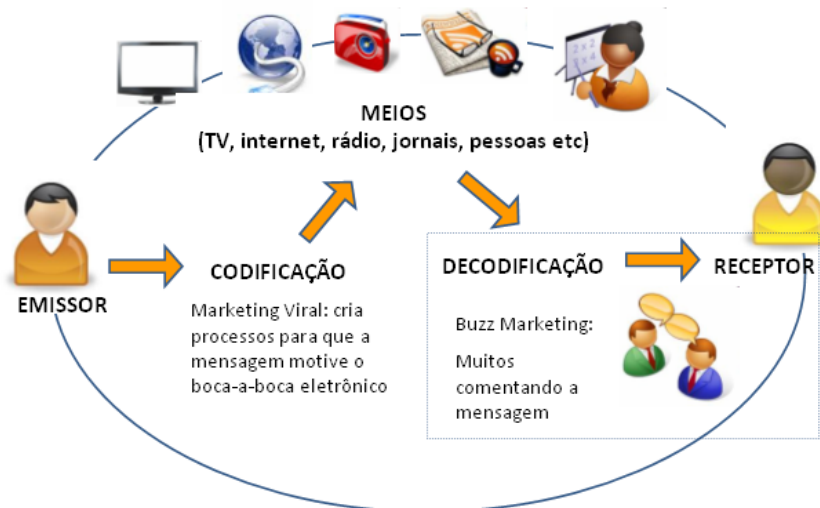 MEIOS
(TV, internet, rádio, jornais, pessoas etc)
EMISSOR
CODIFICAÇÃO
Marketing Viral: cria
processos para que a
mensagem motive o
boca-a-boca eletrônico
DECODIFICAÇÃO
Buzz Marketing:
Muitos
comentando a
mensagem
RECEPTOR